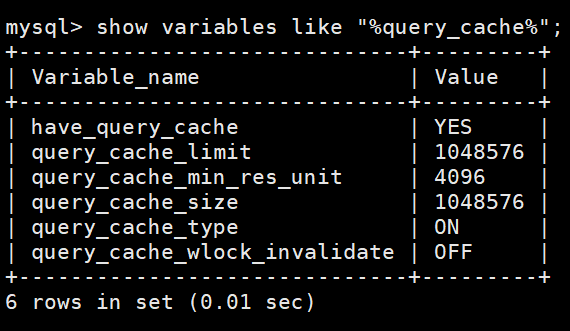 mysql> show variables like "%query_cache%";
+------------------------------+---------+
| Variable_name                | Value   |
+------------------------------+---------+
| have_query_cache             | YES     |
| query_cache_limit            | 1048576 |
| query_cache_min_res_unit     | 4096    |
| query_cache_size             | 1048576 |
| query_cache_type             | ON      |
| query_cache_wlock_invalidate | OFF     |
+------------------------------+---------+
6 rows in set (0.01 sec)